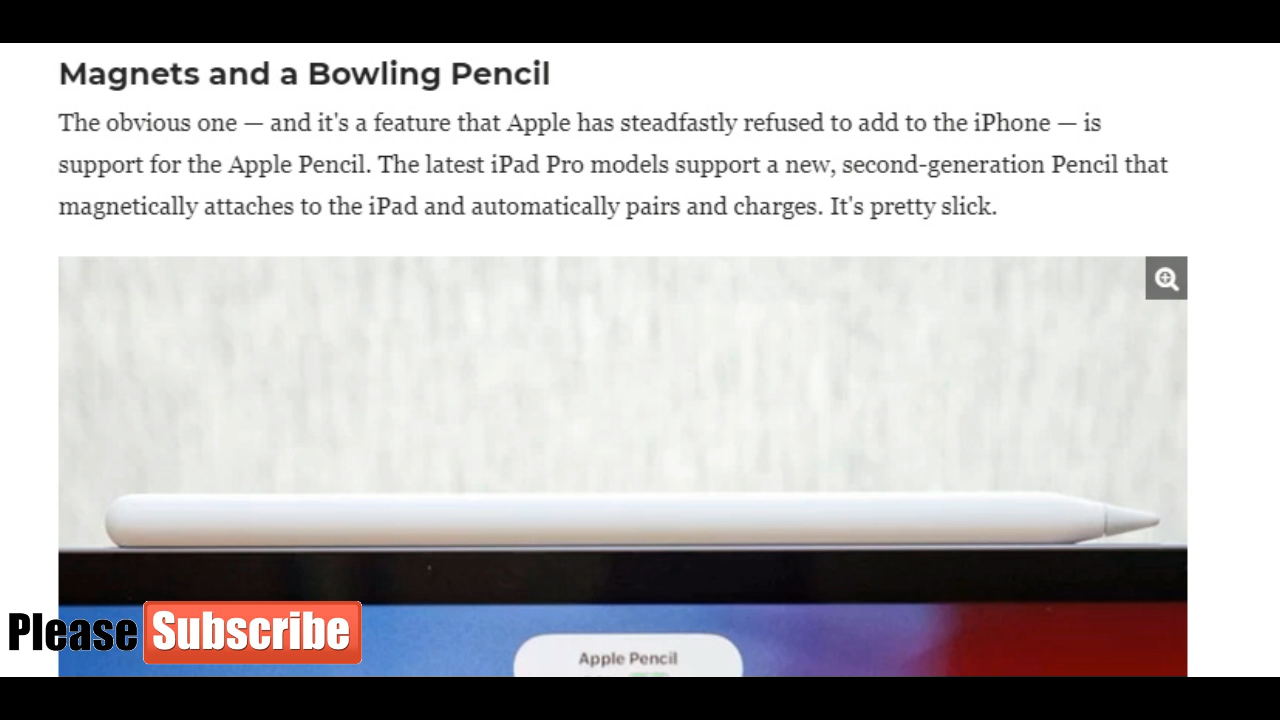 Magnets and a Bowling Pencil
The obvious one — and it's a feature that Apple has steadfastly refused to add to the iPhone — is
support for the Apple Pencil. The latest iPad Pro models support a new, second-generation Pencil that
magnetically attaches to the iPad and automatically pairs and charges. It's pretty slick.
Please Subscribe
Apple Pencil